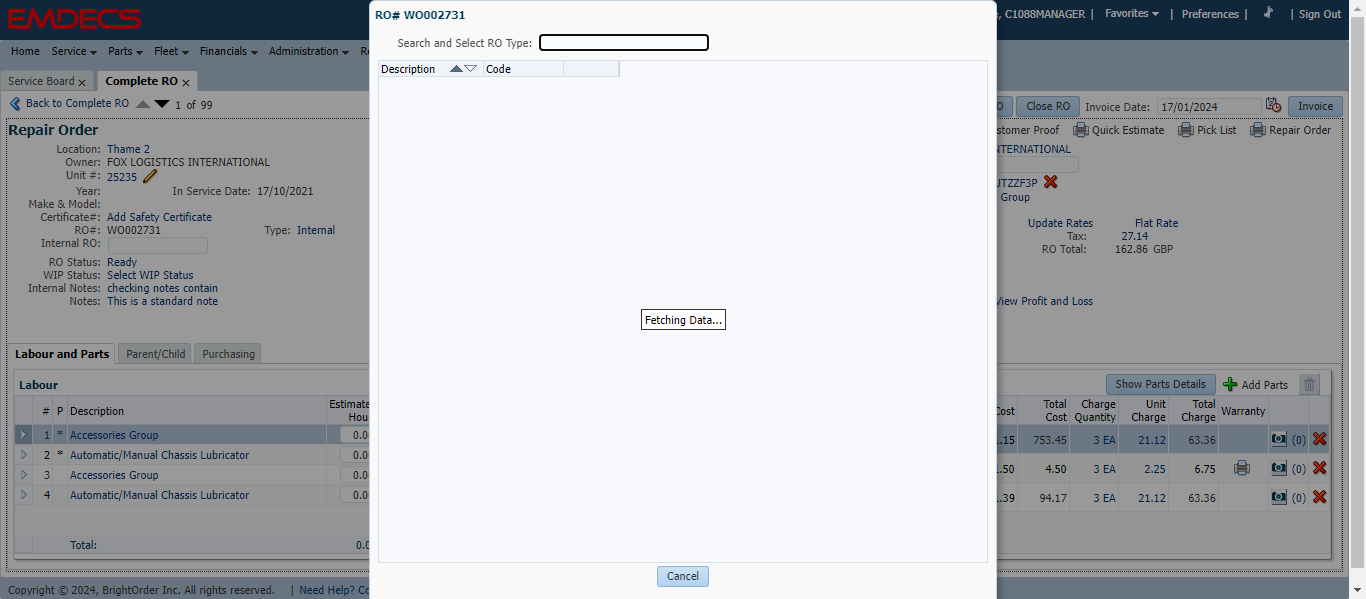 EMDECS
, C1088MANAGER | Favorites | Preferences | | Sign Out
Home Service Parts Fleet Financials Administration
Service Board x Complete RO x
Back to Complete RO 1 of 99
Close RO Invoice Date: 17/01/2024 Invoice
Customer Proof Quick Estimate Pick List Repair Order
Repair Order
Location: Thame 2
Owner: FOX LOGISTICS INTERNATIONAL
Unit #: 25235
Year: In Service Date: 17/10/2021
Make & Model:
Certificate#: Add Safety Certificate
RO#: WO002731 Type: Internal
Internal RO:
RO Status: Ready
WIP Status: Select WIP Status
Internal Notes: checking notes contain
Notes: This is a standard note
TERNATIONAL
JTZZF3P
Group
Update Rates Flat Rate
Tax: 27.14
RO Total: 162.86 GBP
View Profit and Loss
RO# WO002731
Search and Select RO Type:
Description Code
Fetching Data...
Cancel
Labour and Parts Parent/Child Purchasing
Labour
# P Description Estimate Hou
1 * Accessories Group 0.0
2 * Automatic/Manual Chassis Lubricator 0.0
3 Accessories Group 0.0
4 Automatic/Manual Chassis Lubricator 0.0
Total: 0.0
Show Parts Details Add Parts
Cost Total Cost Charge Quantity Unit Charge Total Charge Warranty
.15 753.45 3 EA 21.12 63.36 (0)
.50 4.50 3 EA 2.25 6.75 (0)
.39 94.17 3 EA 21.12 63.36 (0)
Copyright © 2024, BrightOrder Inc. All rights reserved. | Need Help? Co